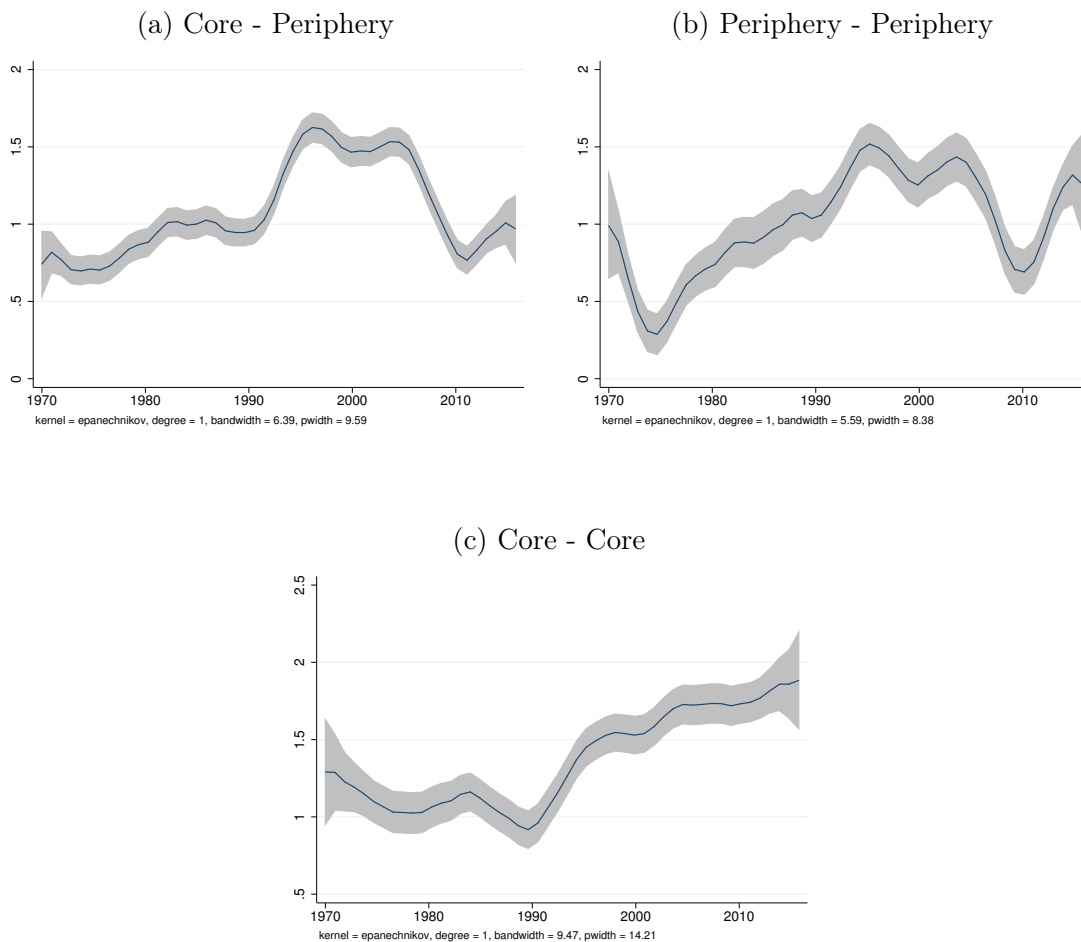 (a) Core - Periphery
2
1.5
1
.5
0
1970 1980 1990 2000 2010
kernel = epanechnikov, degree = 1, bandwidth = 6.39, pwidth = 9.59
(b) Periphery - Periphery
2
1.5
1
.5
0
1970 1980 1990 2000 2010
kernel = epanechnikov, degree = 1, bandwidth = 5.59, pwidth = 8.38
(c) Core - Core
2.5
2
1.5
1
.5
1970 1980 1990 2000 2010
kernel = epanechnikov, degree = 1, bandwidth = 9.47, pwidth = 14.21